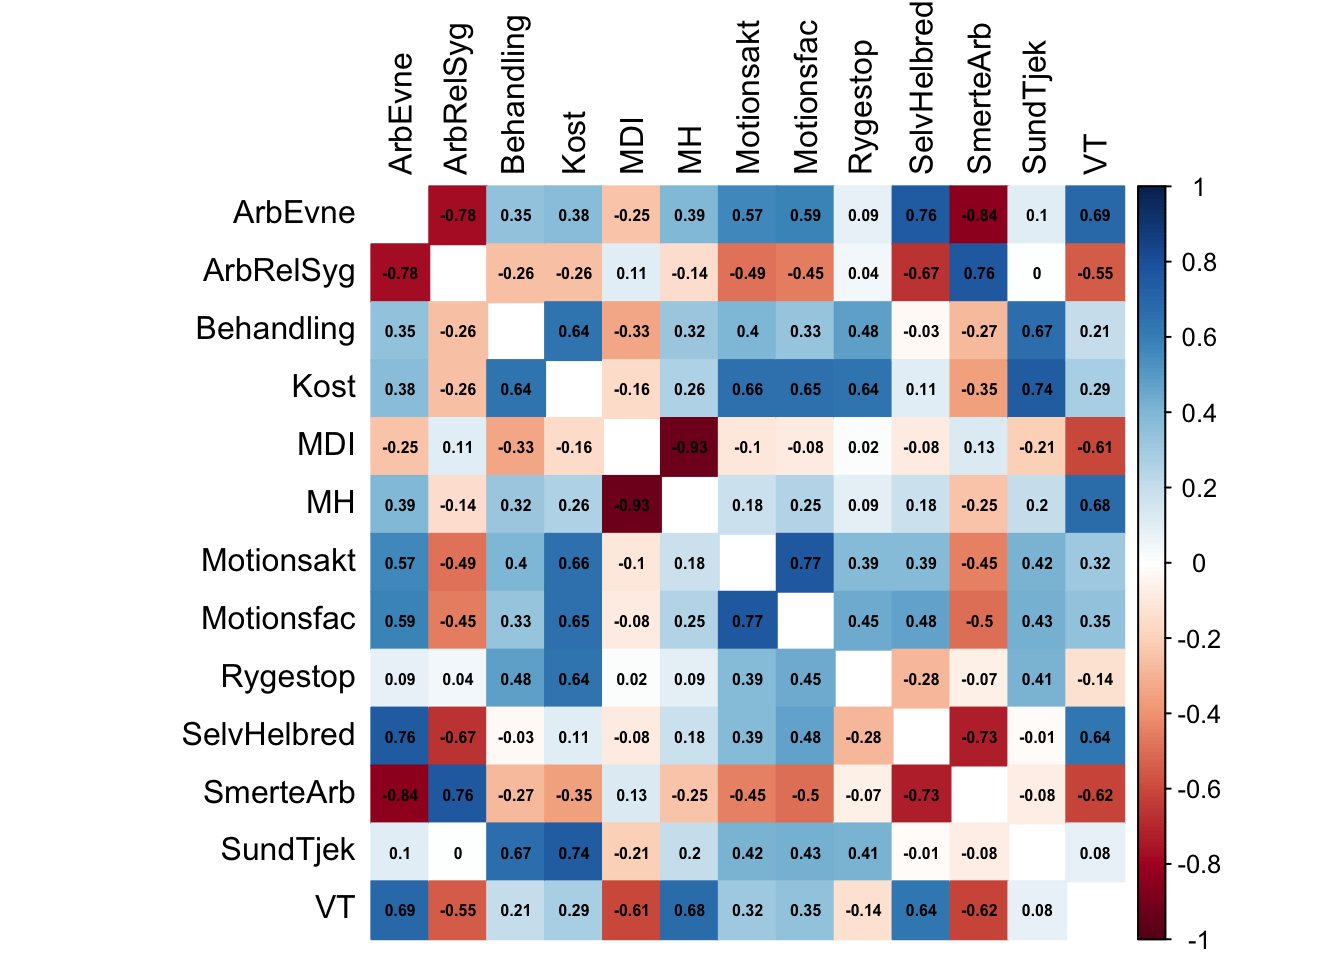 ArbEvne ArbRelSyg Behandling Kost MDI MH Motionsakt Motionsfac Rygestop SelvHelbred SmerteArb SundTjek VT
ArbEvne -0.78 0.35 0.38 -0.25 0.39 0.57 0.59 0.09 0.76 -0.84 0.1 0.69
ArbRelSyg -0.78 -0.26 -0.26 0.11 -0.14 -0.49 -0.45 0.04 -0.67 0.76 0 -0.55
Behandling 0.35 -0.26 0.64 -0.33 0.32 0.4 0.33 0.48 -0.03 -0.27 0.67 0.21
Kost 0.38 -0.26 0.64 -0.16 0.26 0.66 0.65 0.64 0.11 -0.35 0.74 0.29
MDI -0.25 0.11 -0.33 -0.16 -0.93 -0.1 -0.08 0.02 -0.08 0.13 -0.21 -0.61
MH 0.39 -0.14 0.32 0.26 -0.93 0.18 0.25 0.09 0.18 -0.25 0.2 0.68
Motionsakt 0.57 -0.49 0.4 0.66 -0.1 0.18 0.77 0.39 0.39 -0.45 0.42 0.32
Motionsfac 0.59 -0.45 0.33 0.65 -0.08 0.25 0.77 0.45 0.48 -0.5 0.43 0.35
Rygestop 0.09 0.04 0.48 0.64 0.02 0.09 0.39 0.45 -0.28 -0.07 0.41 -0.14
SelvHelbred 0.76 -0.67 -0.03 0.11 -0.08 0.18 0.39 0.48 -0.28 -0.73 -0.01 0.64
SmerteArb -0.84 0.76 -0.27 -0.35 0.13 -0.25 -0.45 -0.5 -0.07 -0.73 -0.08 -0.62
SundTjek 0.1 0 0.67 0.74 -0.21 0.2 0.42 0.43 0.41 -0.01 -0.08 0.08
VT 0.69 -0.55 0.21 0.29 -0.61 0.68 0.32 0.35 -0.14 0.64 -0.62 0.08
1
0.8
0.6
0.4
0.2
0
-0.2
-0.4
-0.6
-0.8
-1